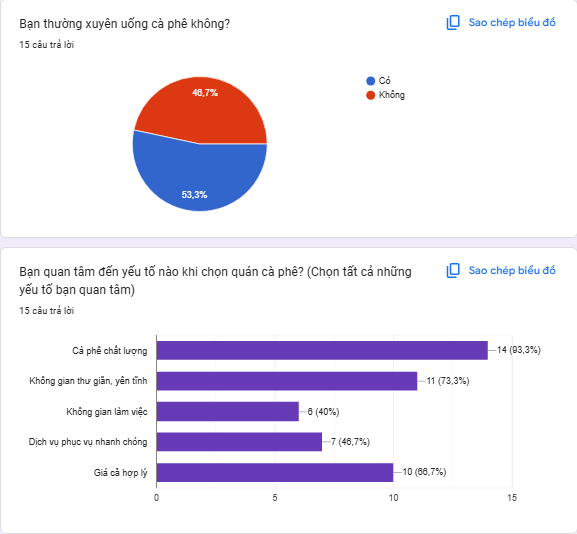 Bạn thường xuyên uống cà phê không?
Sao chép biểu đồ
15 câu trả lời
Có
Không
46,7%
53,3%
Bạn quan tâm đến yếu tố nào khi chọn quán cà phê? (Chọn tất cả những
yếu tố bạn quan tâm)
Sao chép biểu đồ
15 câu trả lời
Cà phê chất lượng
14 (93,3%)
Không gian thư giãn, yên tĩnh
11 (73,3%)
Không gian làm việc
6 (40%)
Dịch vụ phục vụ nhanh chóng
7 (46,7%)
Giá cả hợp lý
10 (66,7%)
0 5 10 15